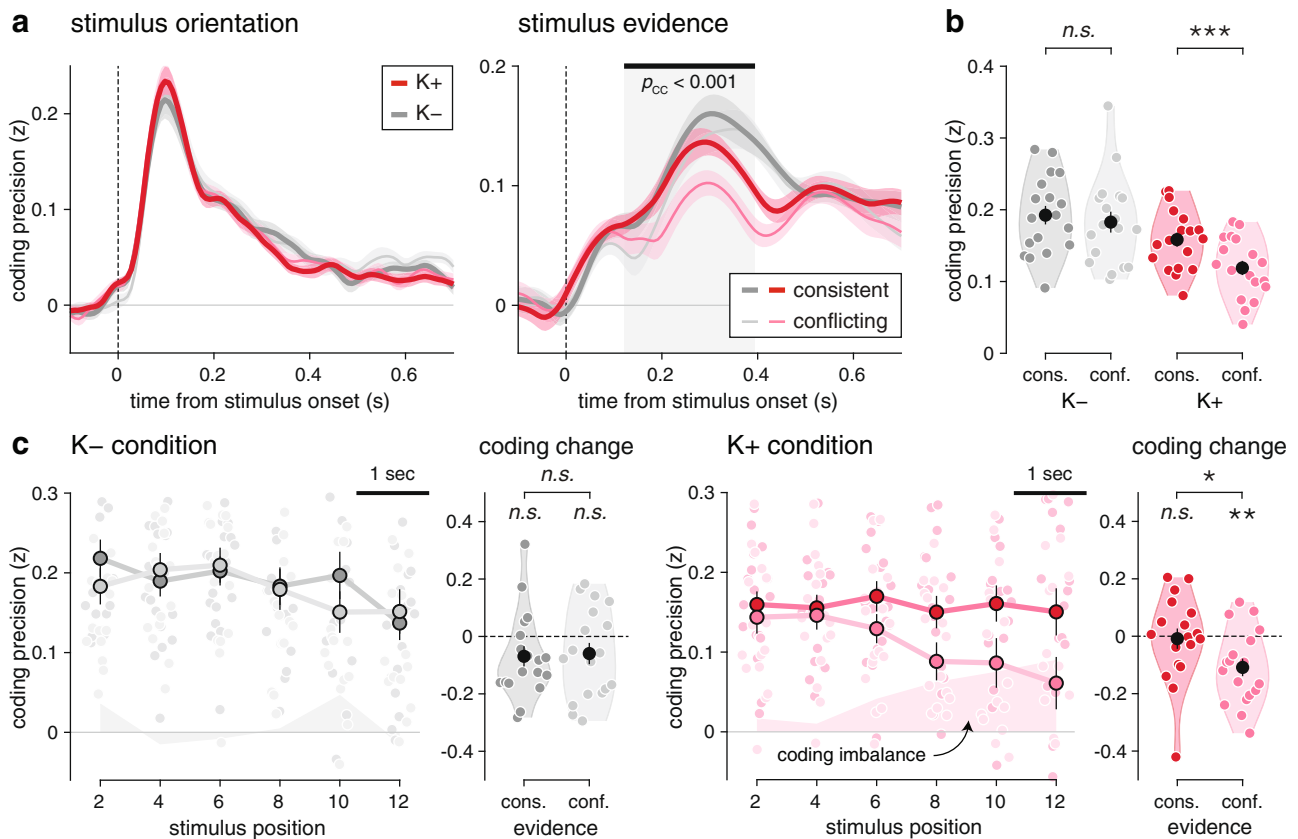 a stimulus orientation
stimulus evidence
b
coding precision (z)
0.2
0.1
0
0 0.2 0.4 0.6
time from stimulus onset (s)
K+
K−
0.2
0.1
0
0 0.2 0.4 0.6
time from stimulus onset (s)
pCC < 0.001
consistent
conflicting
coding precision (z)
0.4
0.3
0.2
0.1
0
n.s.
***
cons. conf. cons. conf.
K− K+
c K− condition
coding change
K+ condition
coding change
coding precision (z)
0.3
0.2
0.1
0
1 sec
2 4 6 8 10 12
stimulus position
n.s.
n.s. n.s.
0.4
0.2
0
-0.2
-0.4
cons. conf.
evidence
coding precision (z)
0.3
0.2
0.1
0
1 sec
coding imbalance
2 4 6 8 10 12
stimulus position
*
n.s. **
0.4
0.2
0
-0.2
-0.4
cons. conf.
evidence